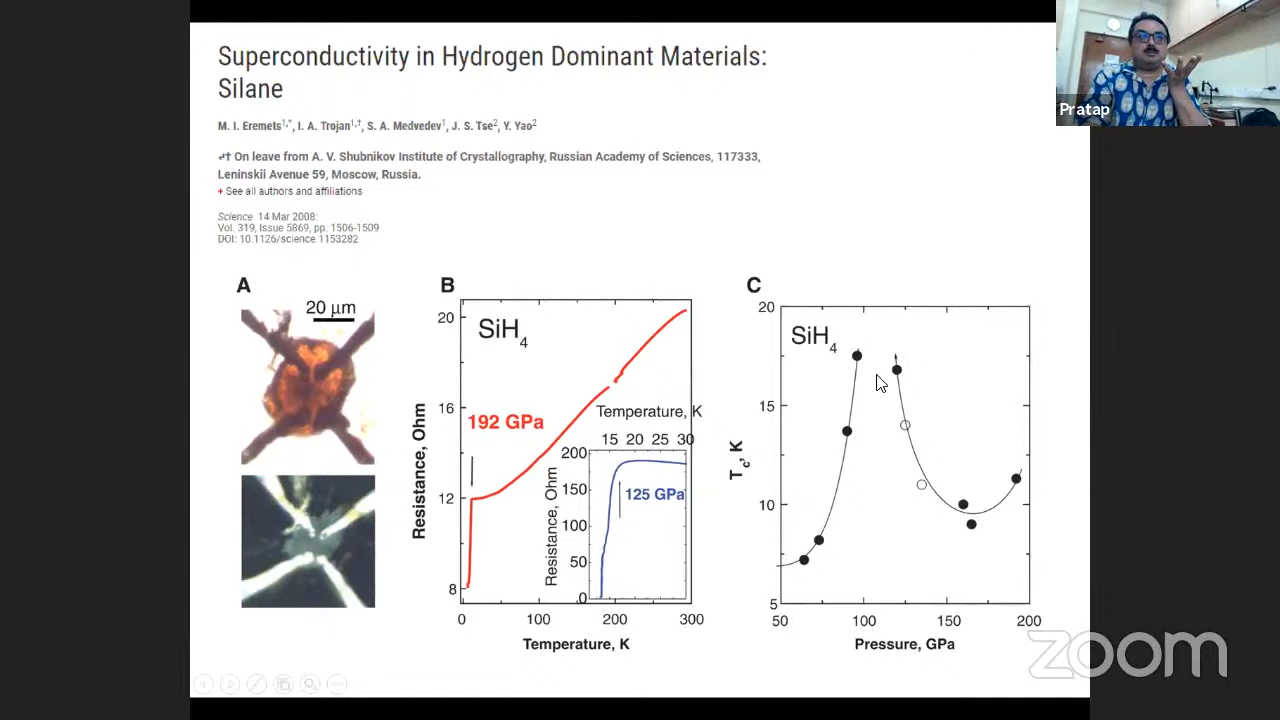 Superconductivity in Hydrogen Dominant Materials:
Silane
M. I. Eremets1,*, I. A. Trojan1,†, S. A. Medvedev1, J. S. Tse2, Y. Yao2
↵† On leave from A. V. Shubnikov Institute of Crystallography, Russian Academy of Sciences, 117333,
Leninskii Avenue 59, Moscow, Russia.
+ See all authors and affiliations
Science 14 Mar 2008:
Vol. 319, Issue 5869, pp. 1506-1509
DOI: 10.1126/science.1153282
Pratap
A
20 µm
B
SiH4
192 GPa
20
16
12
8
Resistance, Ohm
0
100
200
300
Temperature, K
Temperature, K
15 20 25 30
200
150
100
50
0
Resistance, Ohm
125 GPa
C
SiH4
20
15
10
5
Tc, K
50
100
150
200
Pressure, GPa
zoom